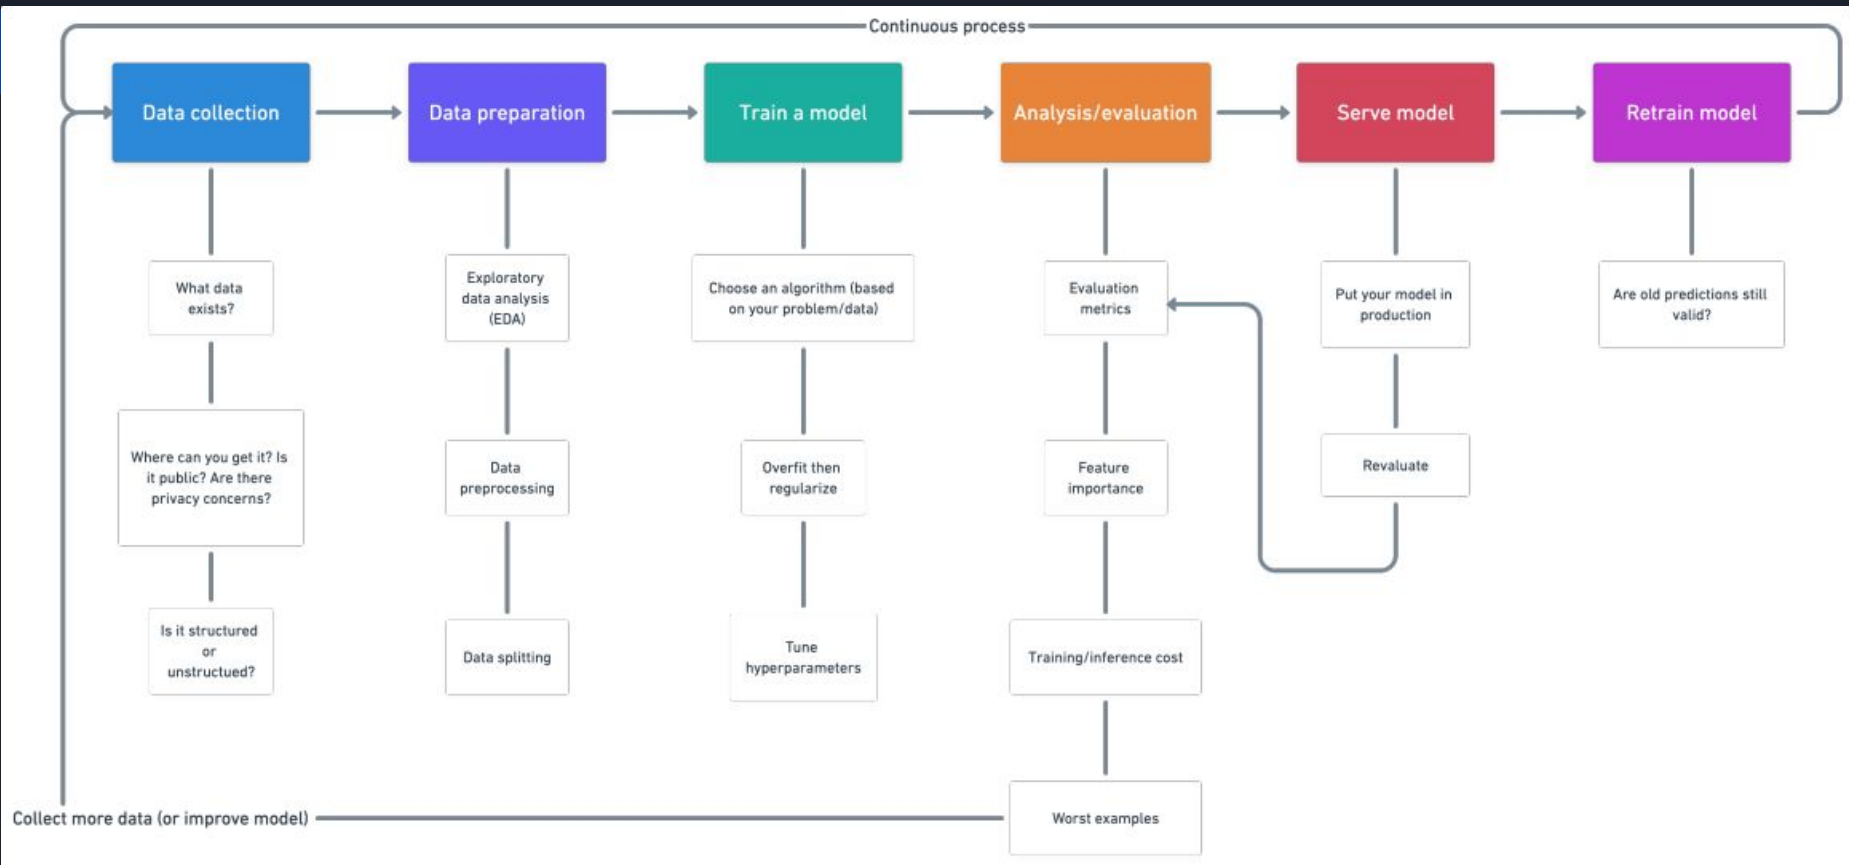 Continuous process
Data collection
Data preparation
Train a model
Analysis/evaluation
Serve model
Retrain model
What data
exists?
Where can you get it? Is
it public? Are there
privacy concerns?
Is it structured
or
unstructued?
Exploratory
data analysis
(EDA)
Data
preprocessing
Data splitting
Choose an algorithm (based
on your problem/data)
Overfit then
regularize
Tune
hyperparameters
Evaluation
metrics
Feature
importance
Training/inference cost
Worst examples
Put your model in
production
Revaluate
Are old predictions still
valid?
Collect more data (or improve model)